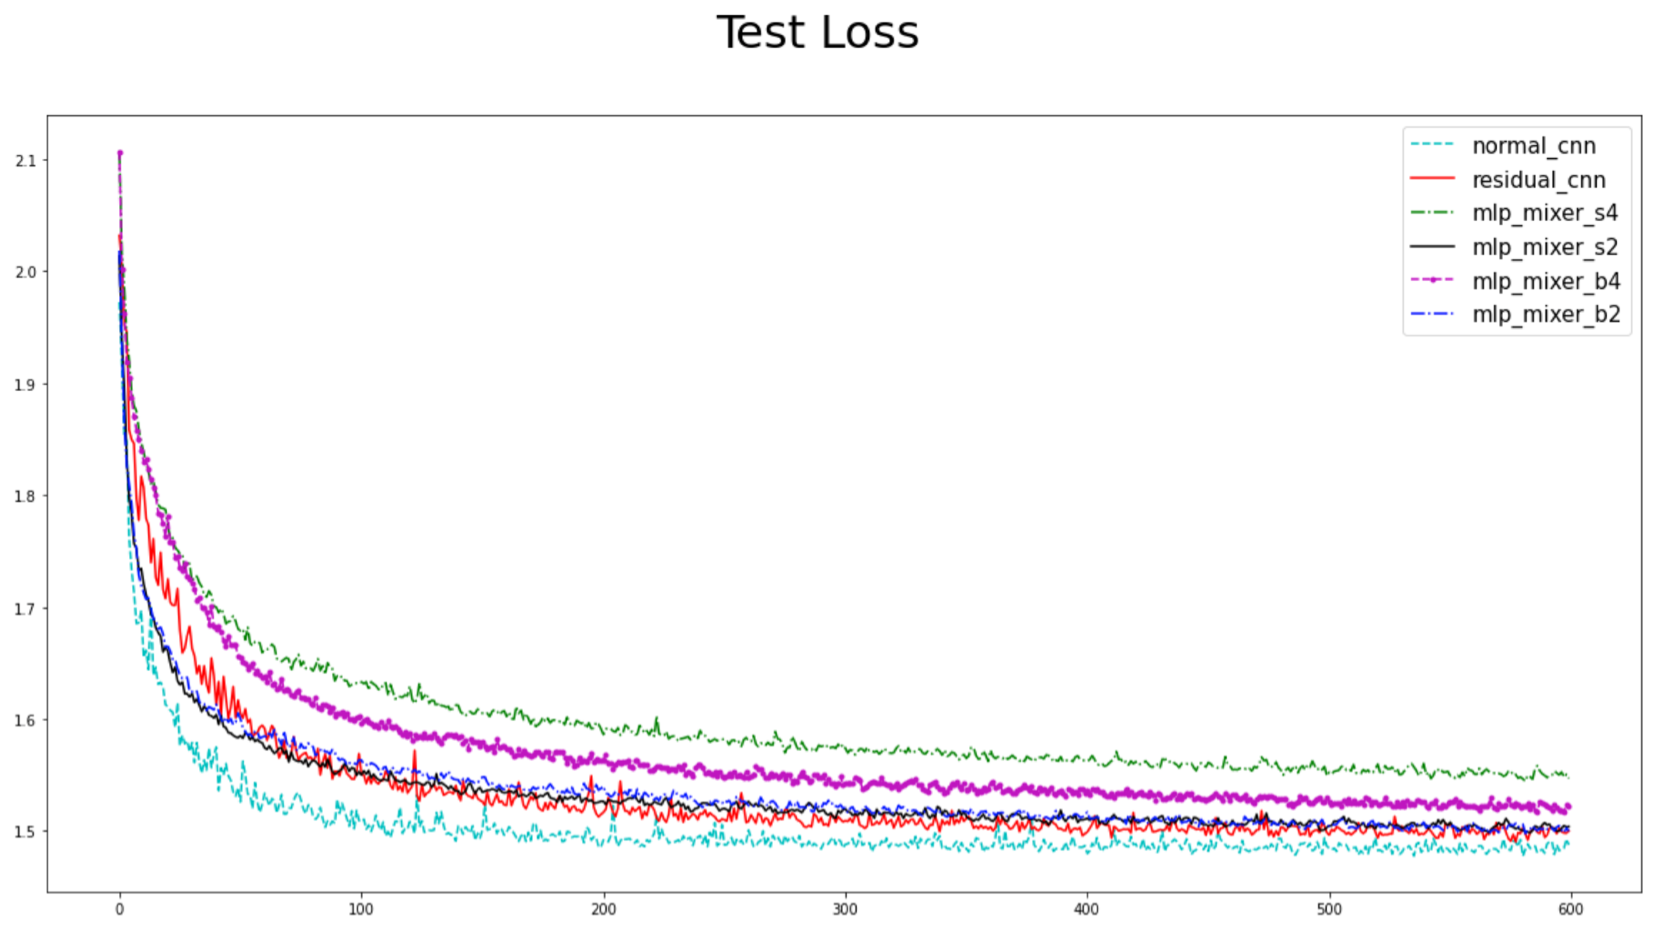 Test Loss
2.1
2.0
1.9
1.8
1.7
1.6
1.5
normal_cnn
residual_cnn
mlp_mixer_s4
mlp_mixer_s2
mlp_mixer_b4
mlp_mixer_b2
0 100 200 300 400 500 600